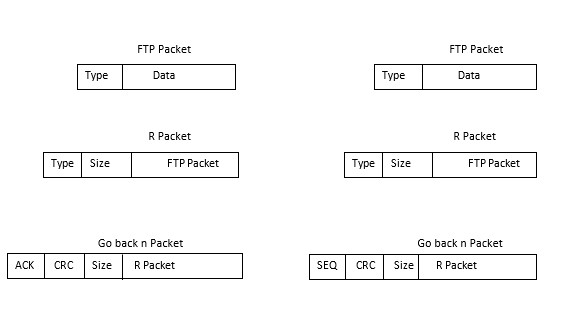 FTP Packet
Type Data
R Packet
Type Size FTP Packet
Go back n Packet
ACK CRC Size R Packet
FTP Packet
Type Data
R Packet
Type Size FTP Packet
Go back n Packet
SEQ CRC Size R Packet